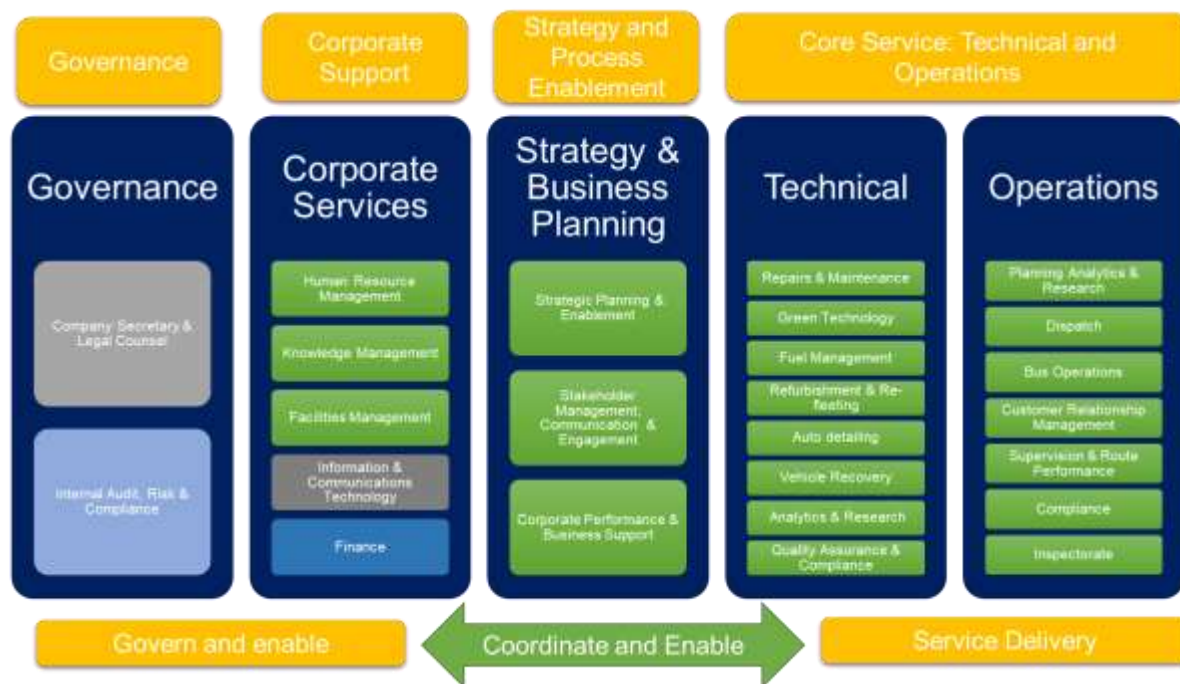 Governance
Corporate
Support
Strategy and
Process
Enablement
Core Service: Technical and
Operations
Governance
Company Secretary &
Legal Counsel
Internal Audit, Risk &
Compliance
Corporate
Services
Human Resource
Management
Knowledge Management
Facilities Management
Information &
Communications
Technology
Finance
Strategy &
Business
Planning
Strategic Planning &
Enablement
Stakeholder
Management,
Communication &
Engagement
Corporate Performance &
Business Support
Technical
Repairs & Maintenance
Green Technology
Fuel Management
Refurbishment & Re-
fleeting
Auto detailing
Vehicle Recovery
Analytics & Research
Quality Assurance &
Compliance
Operations
Planning Analytics &
Research
Dispatch
Bus Operations
Customer Relationship
Management
Supervision & Route
Performance
Compliance
Inspectorate
Govern and enable
Coordinate and Enable
Service Delivery